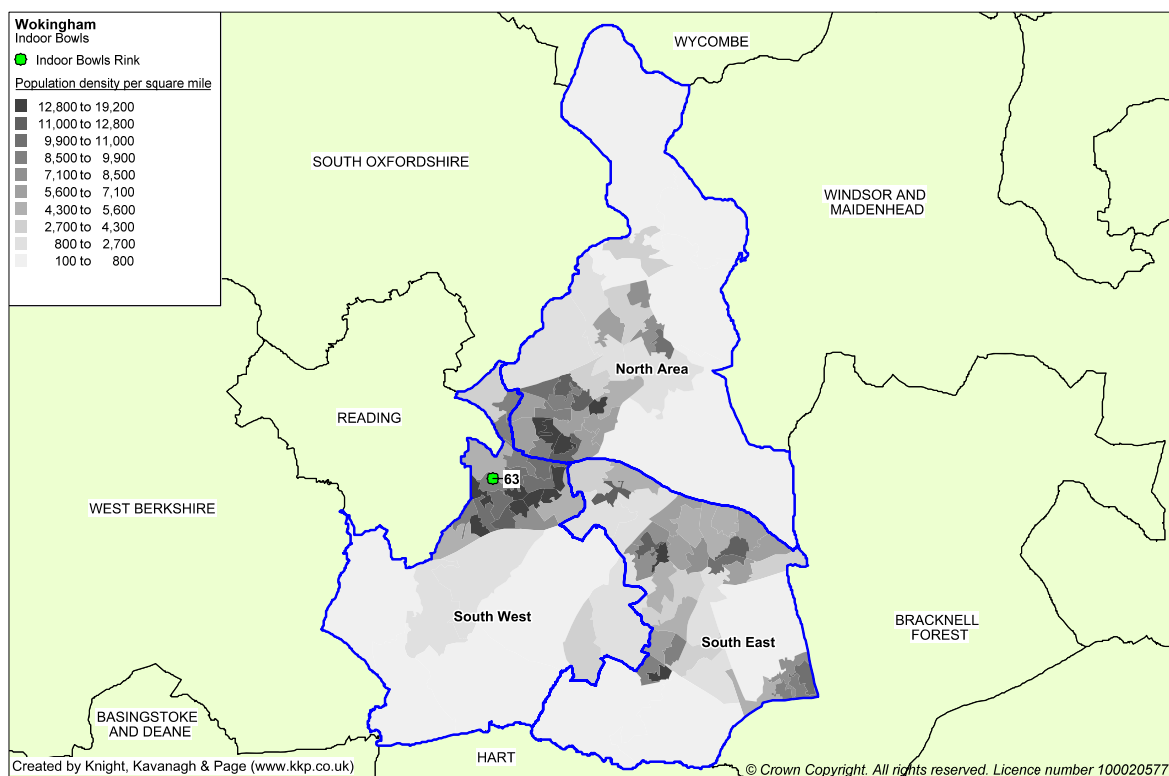 Wokingham
Indoor Bowls
Indoor Bowls Rink
Population density per square mile
12,800 to 19,200
11,000 to 12,800
9,900 to 11,000
8,500 to 9,900
7,100 to 8,500
5,600 to 7,100
4,300 to 5,600
2,700 to 4,300
800 to 2,700
100 to 800
WYCOMBE
SOUTH OXFORDSHIRE
WINDSOR AND
MAIDENHEAD
North Area
READING
63
WEST BERKSHIRE
South West
South East
BRACKNELL
FOREST
BASINGSTOKE
AND DEANE
HART
Created by Knight, Kavanagh & Page (www.kkp.co.uk)
© Crown Copyright. All rights reserved. Licence number 100020577